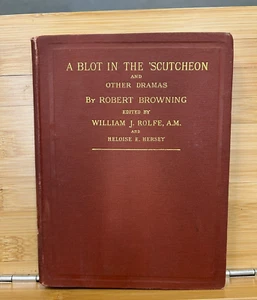 A BLOT IN THE 'SCUTCHEON
AND
OTHER DRAMAS
BY ROBERT BROWNING
EDITED BY
WILLIAM J. ROLFE, A.M.
AND
HELOISE E. HERSEY